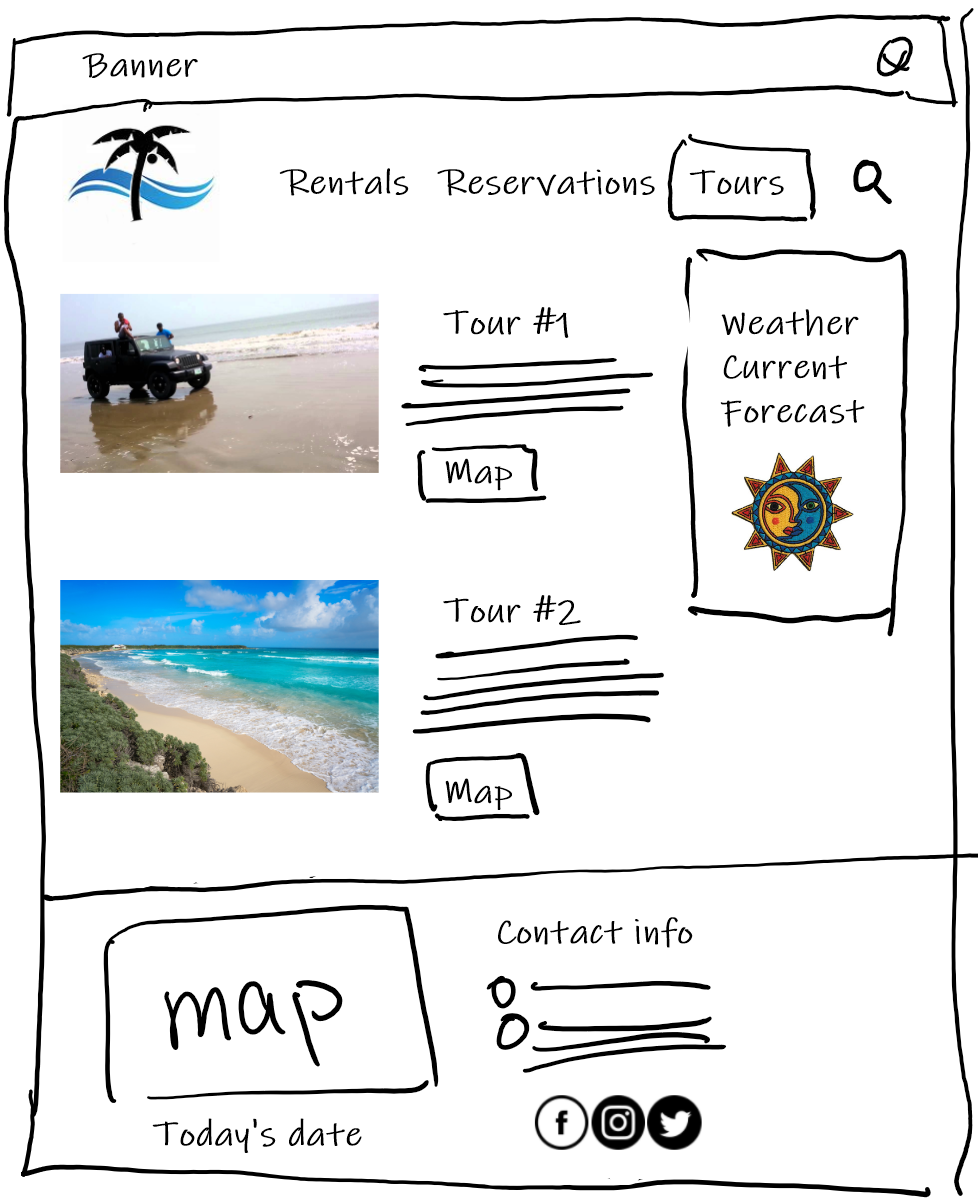 Banner
Rentals Reservations Tours
Tour #1
Map
Weather
Current
Forecast
Tour #2
Map
map
Today's date
Contact info